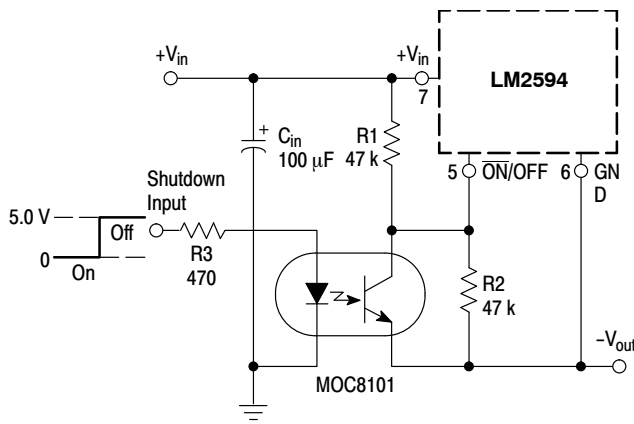 +Vin
+Vin
7
LM2594
Cin
100 µF
R1
47 k
5
ON/OFF
6
GN
D
Shutdown
Input
5.0 V
Off
0
On
R3
470
R2
47 k
−Vout
MOC8101